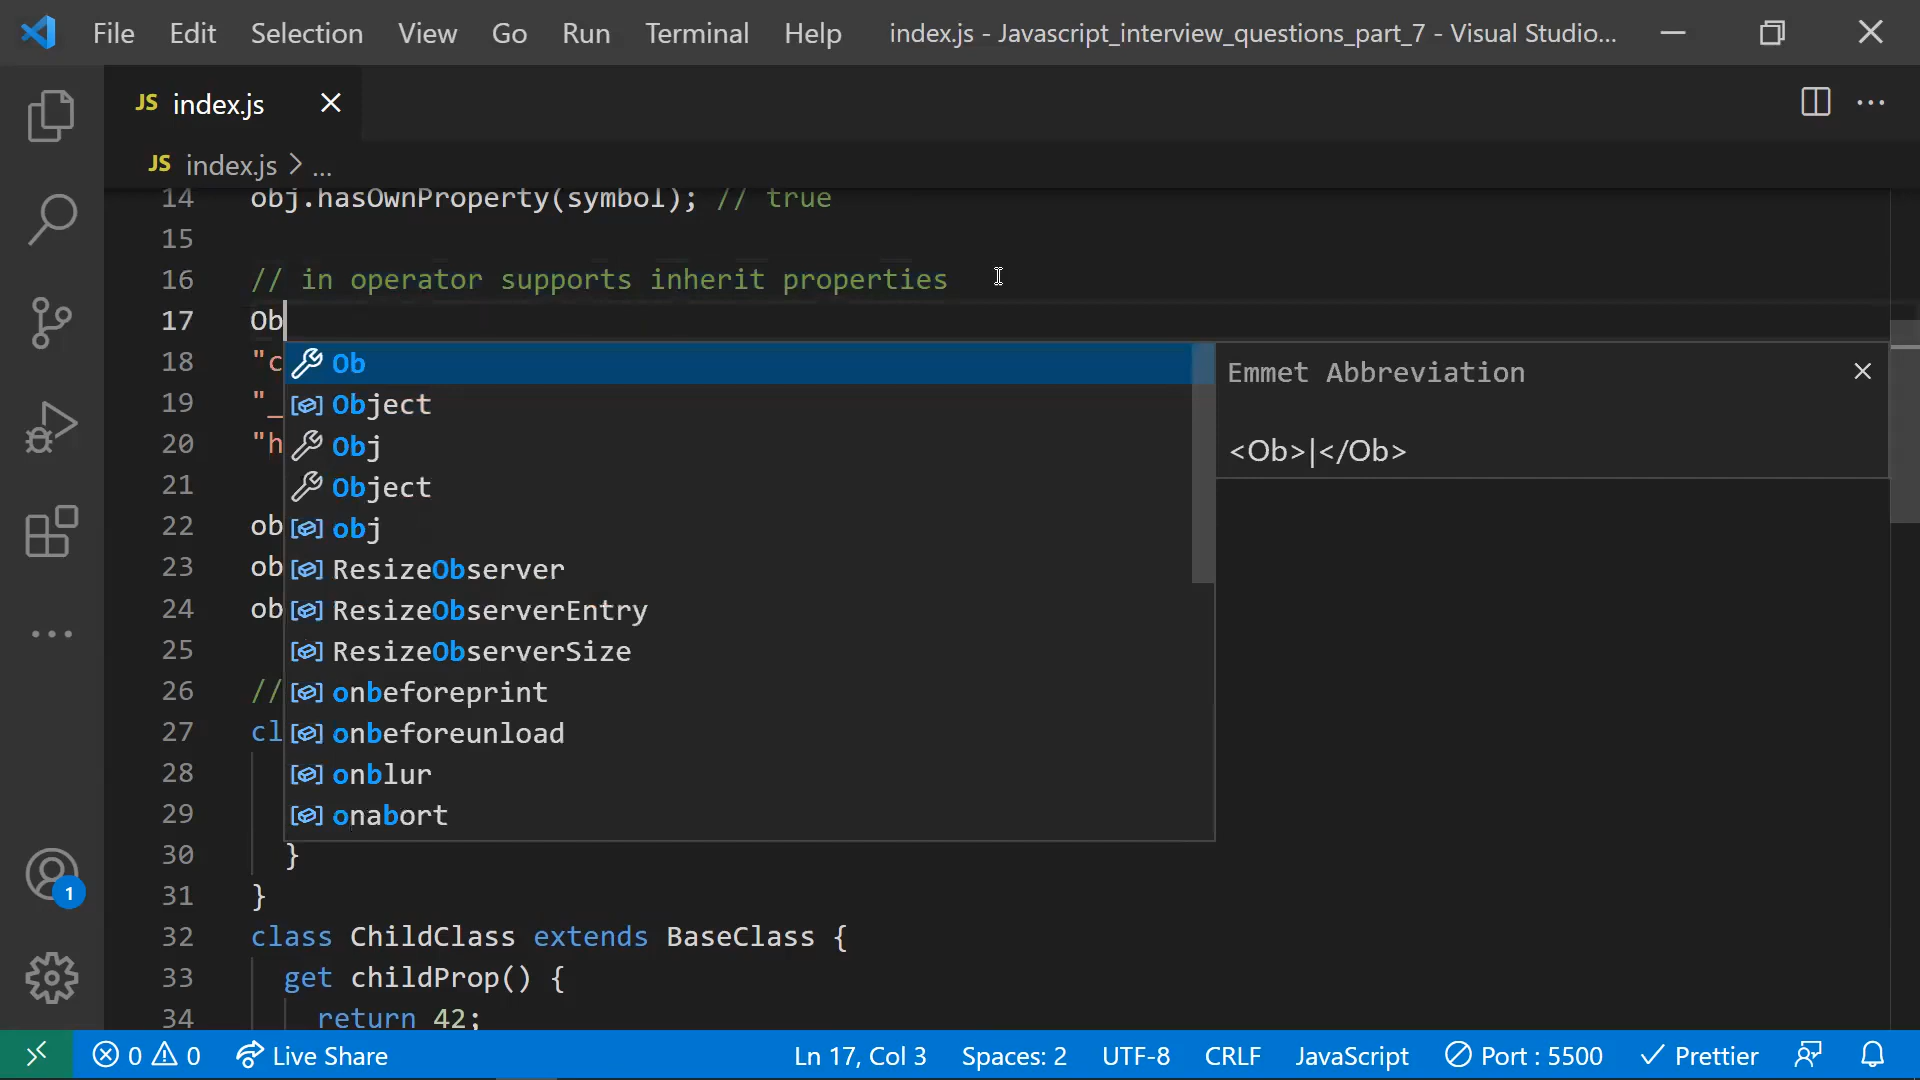 File Edit Selection View Go Run Terminal Help index.js - Javascript_interview_questions_part_7 - Visual Studio...
JS index.js
JS index.js > ...
14 obj.hasOwnProperty(symbol); // true
15
16 // in operator supports inherit properties
17 Ob
18 "c
19 "_
20 "h
21
22 ob
23 ob
24 ob
25
26 //
27 cl
28
29
30 }
31 }
32 class ChildClass extends BaseClass {
33 get childProp() {
34 return 42;
Ob
Object
Obj
Object
obj
ResizeObserver
ResizeObserverEntry
ResizeObserverSize
onbeforeprint
onbeforeunload
onblur
onabort
Emmet Abbreviation
<Ob>|</Ob>
1
0 0 Live Share Ln 17, Col 3 Spaces: 2 UTF-8 CRLF JavaScript Port : 5500 Prettier